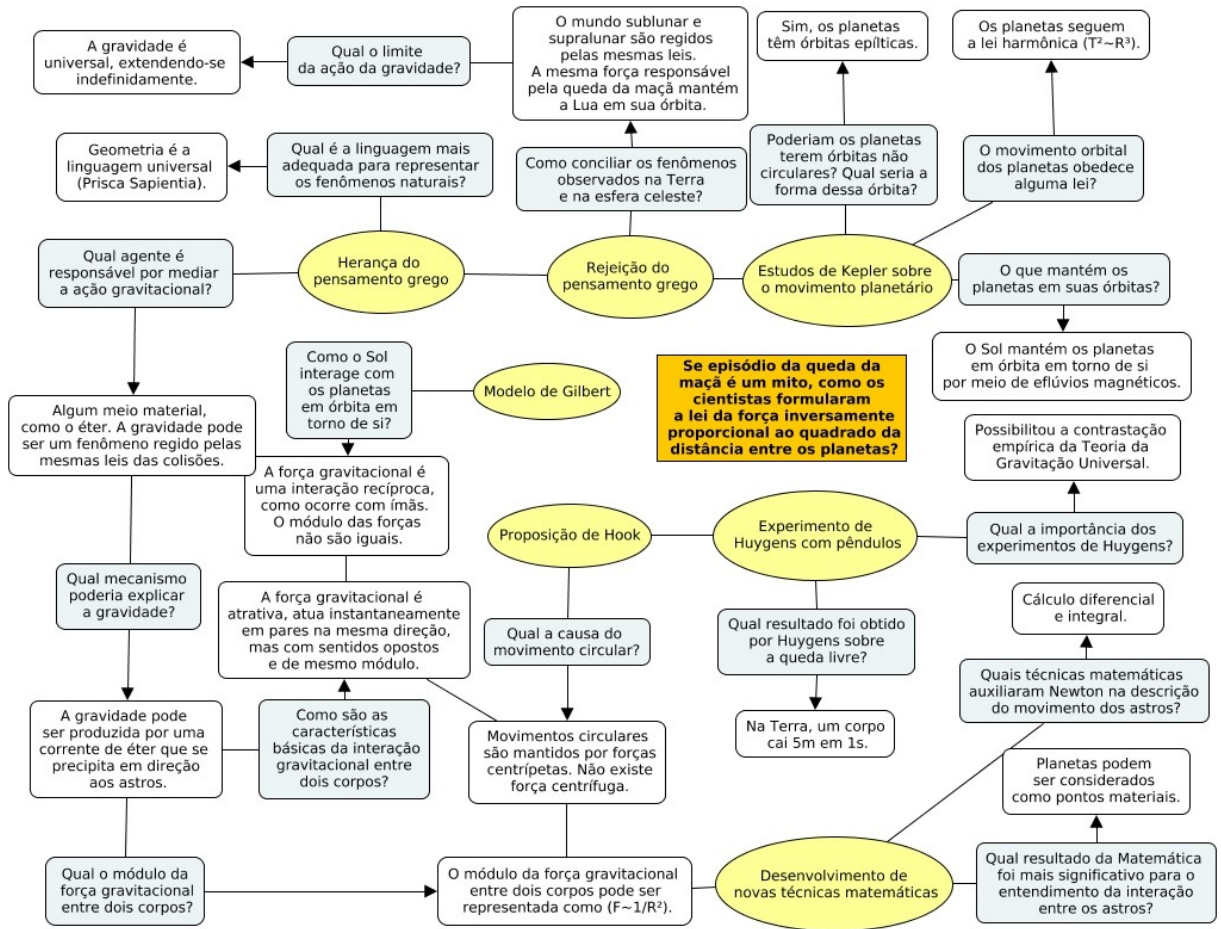 A gravidade é
universal, extendendo-se
indefinidamente.
Qual o limite
da ação da gravidade?
O mundo sublunar e
supralunar são regidos
pelas mesmas leis.
A mesma força responsável
pela queda da maçã mantém
a Lua em sua órbita.
Sim, os planetas
têm órbitas epílticas.
Os planetas seguem
a lei harmônica (T²~R³).
Geometria é a
linguagem universal
(Prisca Sapientia).
Qual é a linguagem mais
adequada para representar
os fenômenos naturais?
Como conciliar os fenômenos
observados na Terra
e na esfera celeste?
Poderiam os planetas
terem órbitas não
circulares? Qual seria a
forma dessa órbita?
O movimento orbital
dos planetas obedece
alguma lei?
Qual agente é
responsável por mediar
a ação gravitacional?
Herança do
pensamento grego
Rejeição do
pensamento grego
Estudos de Kepler sobre
o movimento planetário
O que mantém os
planetas em suas órbitas?
Como o Sol
interage com
os planetas
em órbita em
torno de si?
Modelo de Gilbert
Se episódio da queda da
maçã é um mito, como os
cientistas formularam
a lei da força inversamente
proporcional ao quadrado da
distância entre os planetas?
O Sol mantém os planetas
em órbita em torno de si
por meio de eflúvios magnéticos.
Algum meio material,
como o éter. A gravidade pode
ser um fenômeno regido pelas
mesmas leis das colisões.
A força gravitacional é
uma interação recíproca,
como ocorre com ímãs.
O módulo das forças
não são iguais.
Possibilitou a contrastação
empírica da Teoria da
Gravitação Universal.
Proposição de Hook
Experimento de
Huygens com pêndulos
Qual a importância dos
experimentos de Huygens?
Qual mecanismo
poderia explicar
a gravidade?
A força gravitacional é
atrativa, atua instantaneamente
em pares na mesma direção,
mas com sentidos opostos
e de mesmo módulo.
Qual a causa do
movimento circular?
Qual resultado foi obtido
por Huygens sobre
a queda livre?
Cálculo diferencial
e integral.
Quais técnicas matemáticas
auxiliaram Newton na descrição
do movimento dos astros?
A gravidade pode
ser produzida por uma
corrente de éter que se
precipita em direção
aos astros.
Como são as
características
básicas da interação
gravitacional entre
dois corpos?
Movimentos circulares
são mantidos por forças
centrípetas. Não existe
força centrífuga.
Na Terra, um corpo
cai 5m em 1s.
Planetas podem
ser considerados
como pontos materiais.
Qual o módulo da
força gravitacional
entre dois corpos?
O módulo da força gravitacional
entre dois corpos pode ser
representada como (F~1/R²).
Desenvolvimento de
novas técnicas matemáticas
Qual resultado da Matemática
foi mais significativo para o
entendimento da interação
entre os astros?